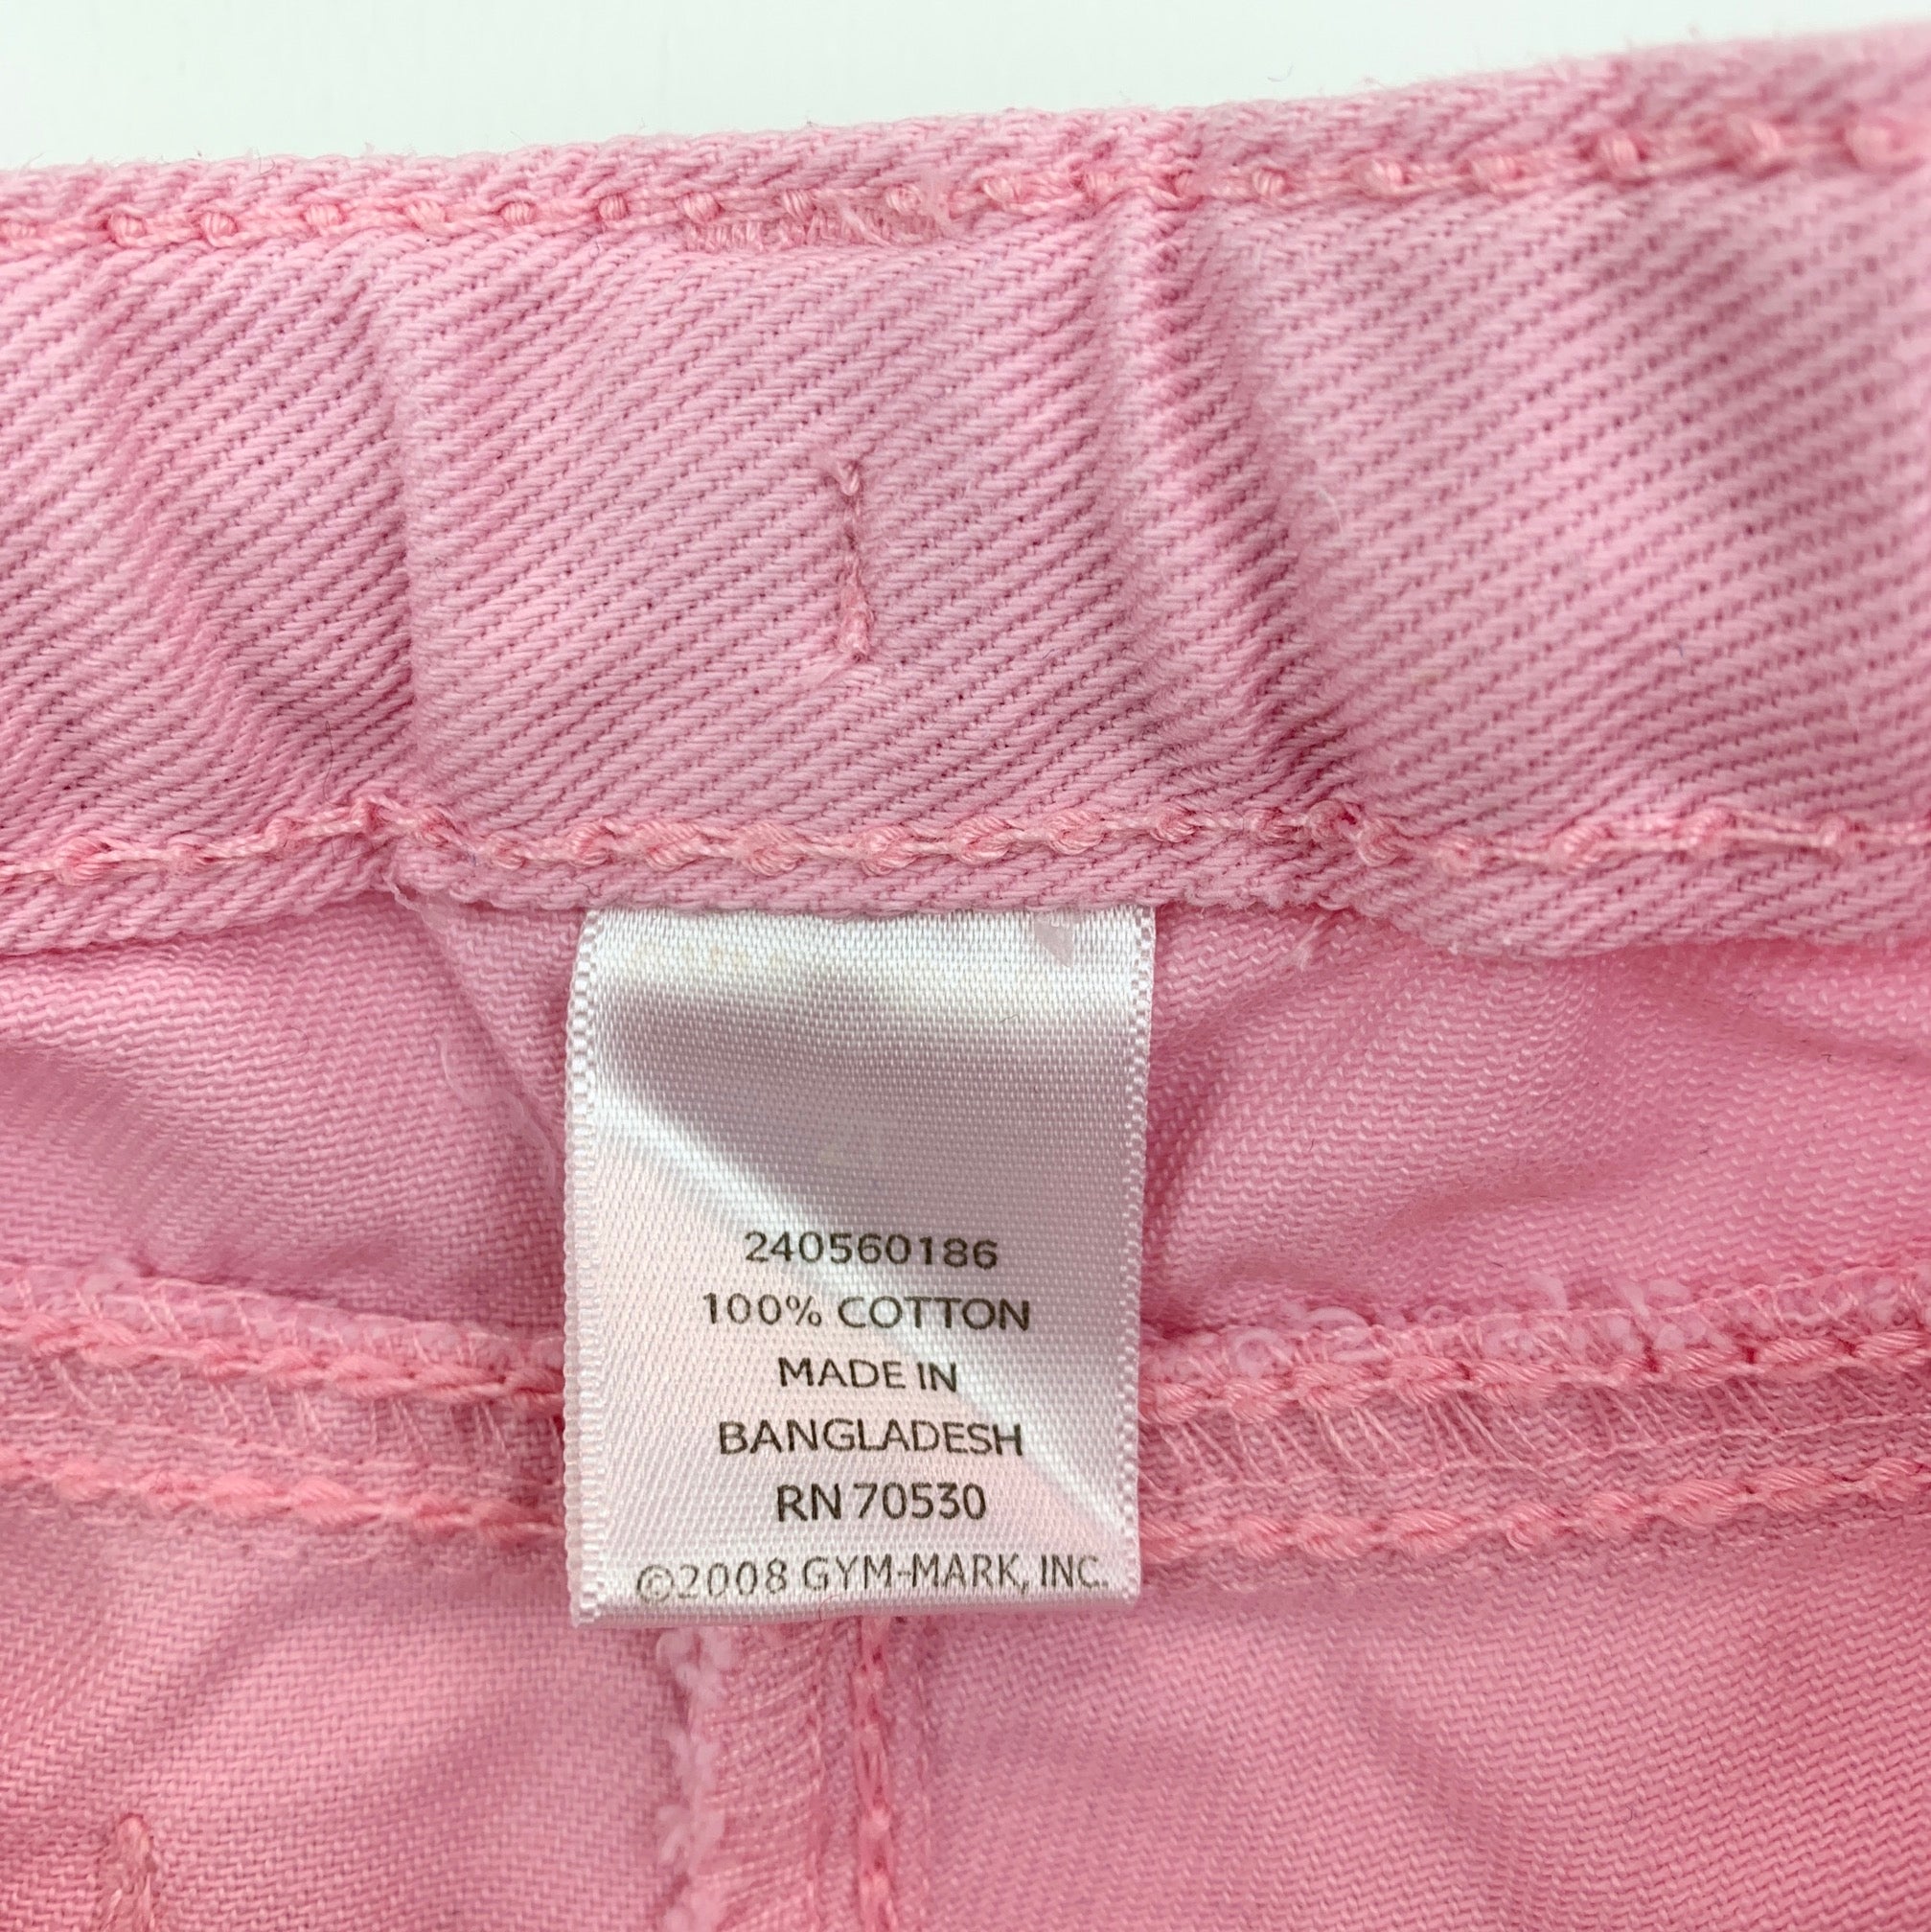 240560186
100% COTTON
MADE IN
BANGLADESH
RN 70530
©2008 GYM-MARK, INC.